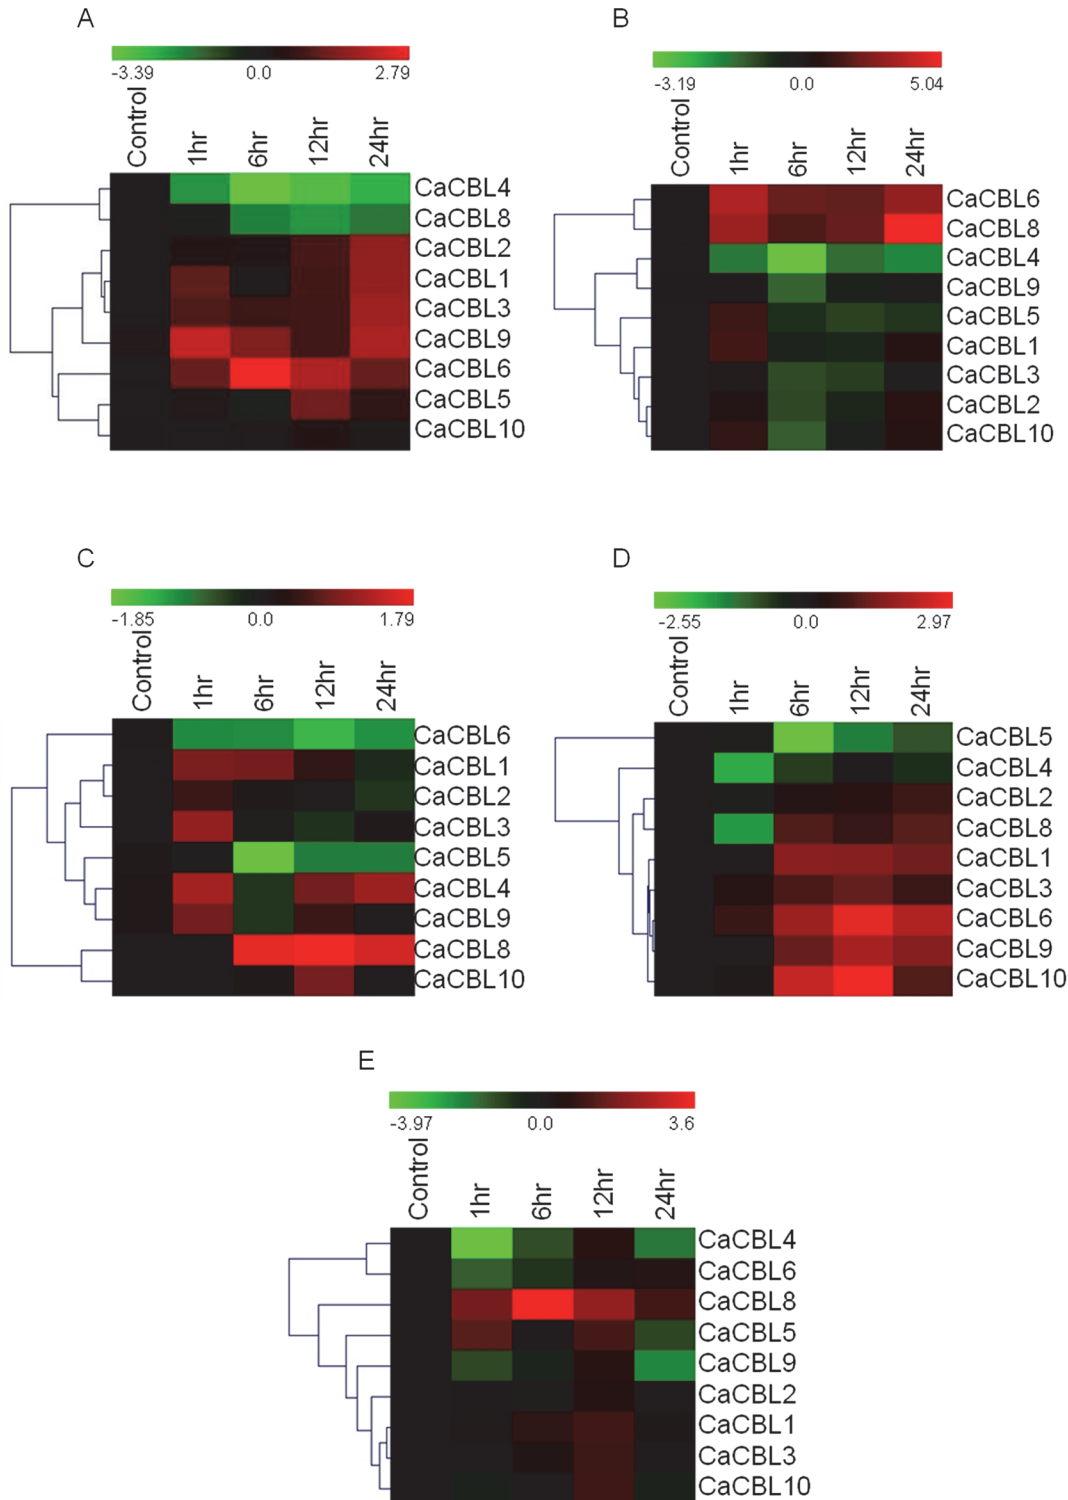 A
-3.39 0.0 2.79
Control 1hr 6hr 12hr 24hr
CaCBL4
CaCBL8
CaCBL2
CaCBL1
CaCBL3
CaCBL9
CaCBL6
CaCBL5
CaCBL10
B
-3.19 0.0 5.04
Control 1hr 6hr 12hr 24hr
CaCBL6
CaCBL8
CaCBL4
CaCBL9
CaCBL5
CaCBL1
CaCBL3
CaCBL2
CaCBL10
C
-1.85 0.0 1.79
Control 1hr 6hr 12hr 24hr
CaCBL6
CaCBL1
CaCBL2
CaCBL3
CaCBL5
CaCBL4
CaCBL9
CaCBL8
CaCBL10
D
-2.55 0.0 2.97
Control 1hr 6hr 12hr 24hr
CaCBL5
CaCBL4
CaCBL2
CaCBL8
CaCBL1
CaCBL3
CaCBL6
CaCBL9
CaCBL10
E
-3.97 0.0 3.6
Control 1hr 6hr 12hr 24hr
CaCBL4
CaCBL6
CaCBL8
CaCBL5
CaCBL9
CaCBL2
CaCBL1
CaCBL3
CaCBL10